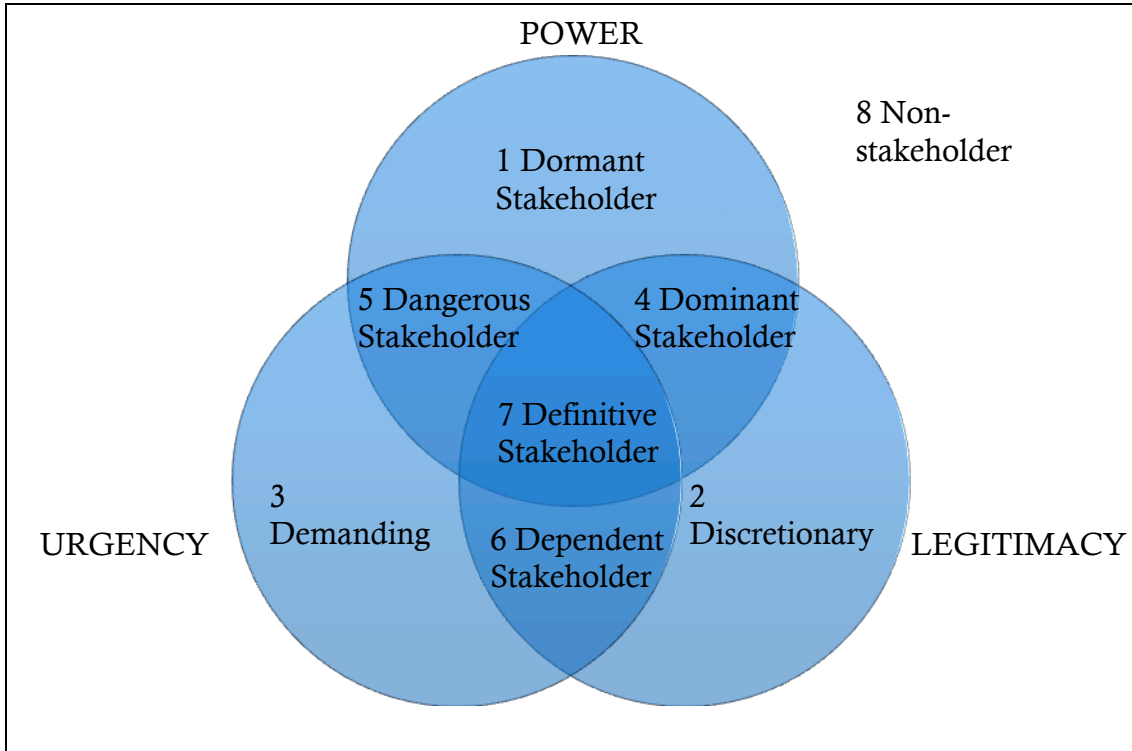 POWER
8 Non-
stakeholder
1 Dormant
Stakeholder
5 Dangerous
Stakeholder
4 Dominant
Stakeholder
7 Definitive
Stakeholder
3
Demanding
2
Discretionary
URGENCY
6 Dependent
Stakeholder
LEGITIMACY